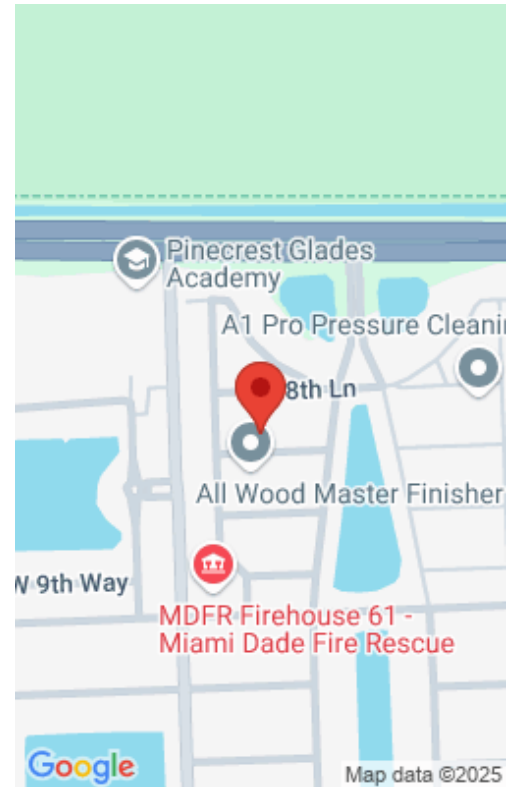 Pinecrest Glades
Academy
A1 Pro Pressure Cleani
8th Ln
All Wood Master Finisher
W 9th Way
MDFR Firehouse 61 -
Miami Dade Fire Rescue
Google
Map data ©2025